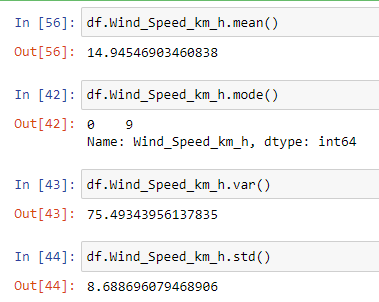 In [56]: df.Wind_Speed_km_h.mean()
Out[56]: 14.94546903460838
In [42]: df.Wind_Speed_km_h.mode()
Out[42]: 0    9
Name: Wind_Speed_km_h, dtype: int64
In [43]: df.Wind_Speed_km_h.var()
Out[43]: 75.49343956137835
In [44]: df.Wind_Speed_km_h.std()
Out[44]: 8.688696079468906